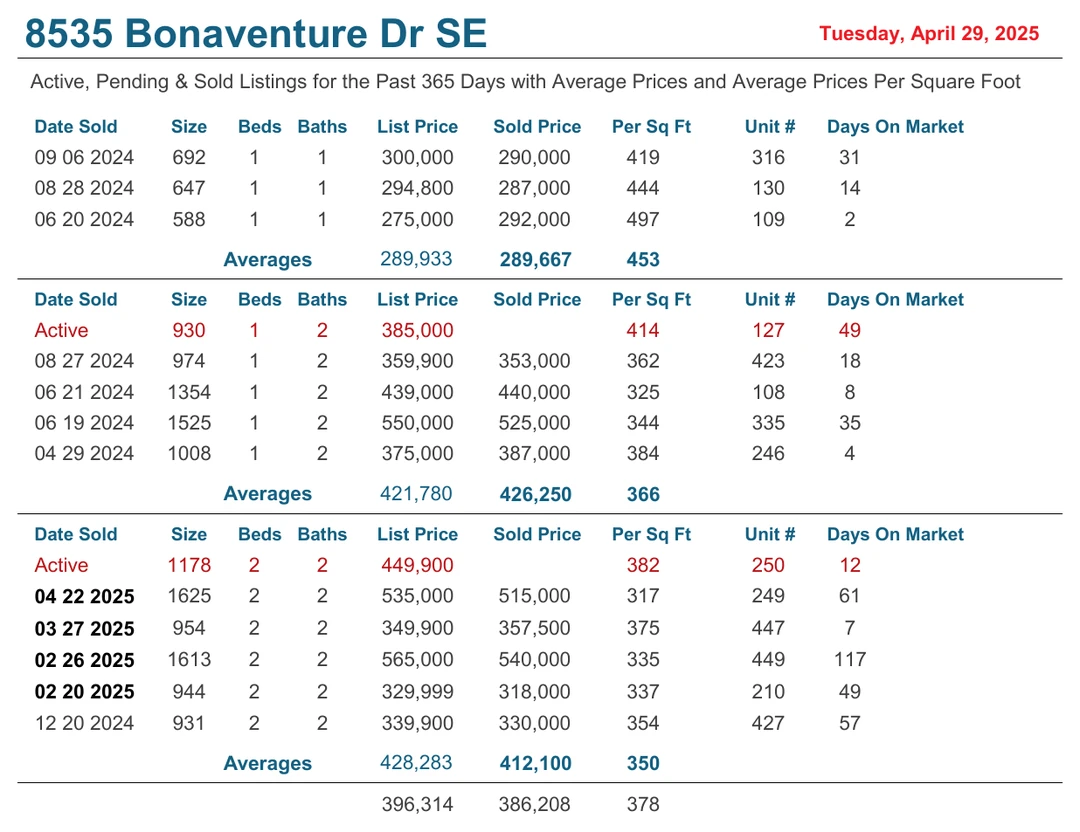 8535 Bonaventure Dr SE Tuesday, April 29, 2025
Active, Pending & Sold Listings for the Past 365 Days with Average Prices and Average Prices Per Square Foot
Date Sold Size Beds Baths List Price Sold Price Per Sq Ft Unit # Days On Market
09 06 2024 692 1 1 300,000 290,000 419 316 31
08 28 2024 647 1 1 294,800 287,000 444 130 14
06 20 2024 588 1 1 275,000 292,000 497 109 2
Averages 289,933 289,667 453
Date Sold Size Beds Baths List Price Sold Price Per Sq Ft Unit # Days On Market
Active 930 1 2 385,000 414 127 49
08 27 2024 974 1 2 359,900 353,000 362 423 18
06 21 2024 1354 1 2 439,000 440,000 325 108 8
06 19 2024 1525 1 2 550,000 525,000 344 335 35
04 29 2024 1008 1 2 375,000 387,000 384 246 4
Averages 421,780 426,250 366
Date Sold Size Beds Baths List Price Sold Price Per Sq Ft Unit # Days On Market
Active 1178 2 2 449,900 382 250 12
04 22 2025 1625 2 2 535,000 515,000 317 249 61
03 27 2025 954 2 2 349,900 357,500 375 447 7
02 26 2025 1613 2 2 565,000 540,000 335 449 117
02 20 2025 944 2 2 329,999 318,000 337 210 49
12 20 2024 931 2 2 339,900 330,000 354 427 57
Averages 428,283 412,100 350
396,314 386,208 378